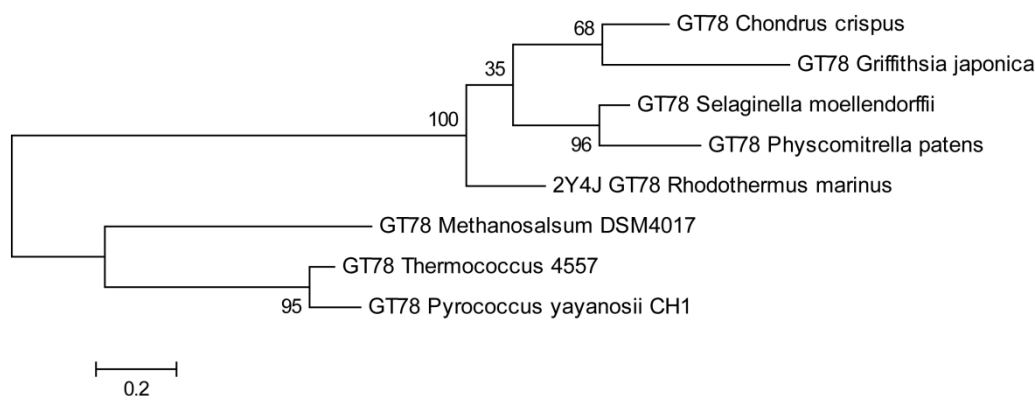 GT78 Chondrus crispus
68
GT78 Griffithsia japonica
35
GT78 Selaginella moellendorffii
100
96
GT78 Physcomitrella patens
2Y4J GT78 Rhodothermus marinus
GT78 Methanosalsum DSM4017
GT78 Thermococcus 4557
95
GT78 Pyrococcus yayanosii CH1
0.2